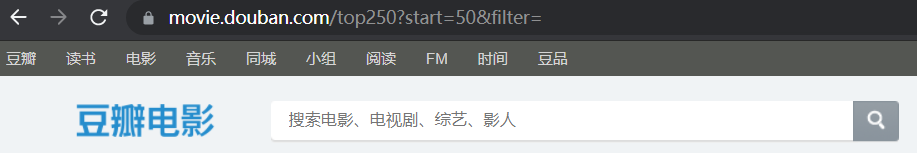 movie.douban.com/top250?start=50&filter=
豆瓣 读书 电影 音乐 同城 小组 阅读 FM 时间 豆品
豆瓣电影 搜索电影、电视剧、综艺、影人